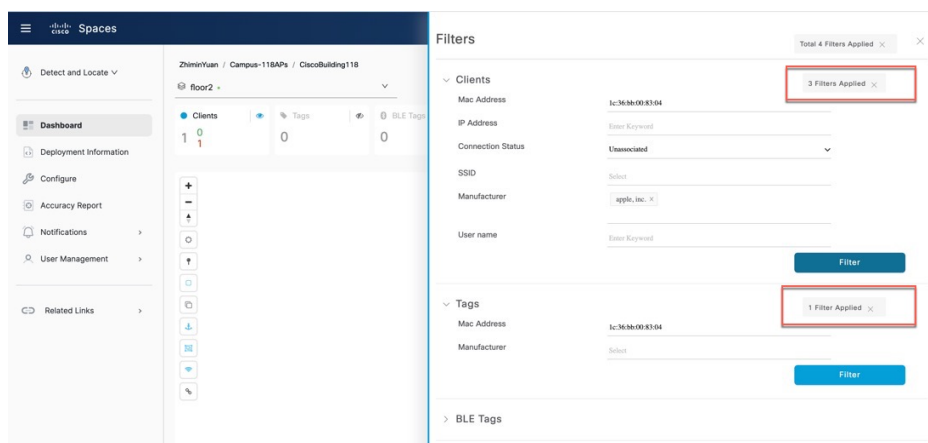 cisco Spaces
Detect and Locate
Dashboard
Deployment Information
Configure
Accuracy Report
Notifications
User Management
Related Links
ZhiminYuan / Campus-118APs / CiscoBuilding118
floor2
Clients
Tags
BLE Tags
1 0 1
0
0
Filters
Total 4 Filters Applied ×
Clients
3 Filters Applied ×
Mac Address 1c:36:bb:00:83:04
IP Address Enter Keyword
Connection Status Unassociated
SSID Select
Manufacturer apple, inc. ×
User name Enter Keyword
Filter
Tags
1 Filter Applied ×
Mac Address 1c:36:bb:00:83:04
Manufacturer Select
Filter
BLE Tags